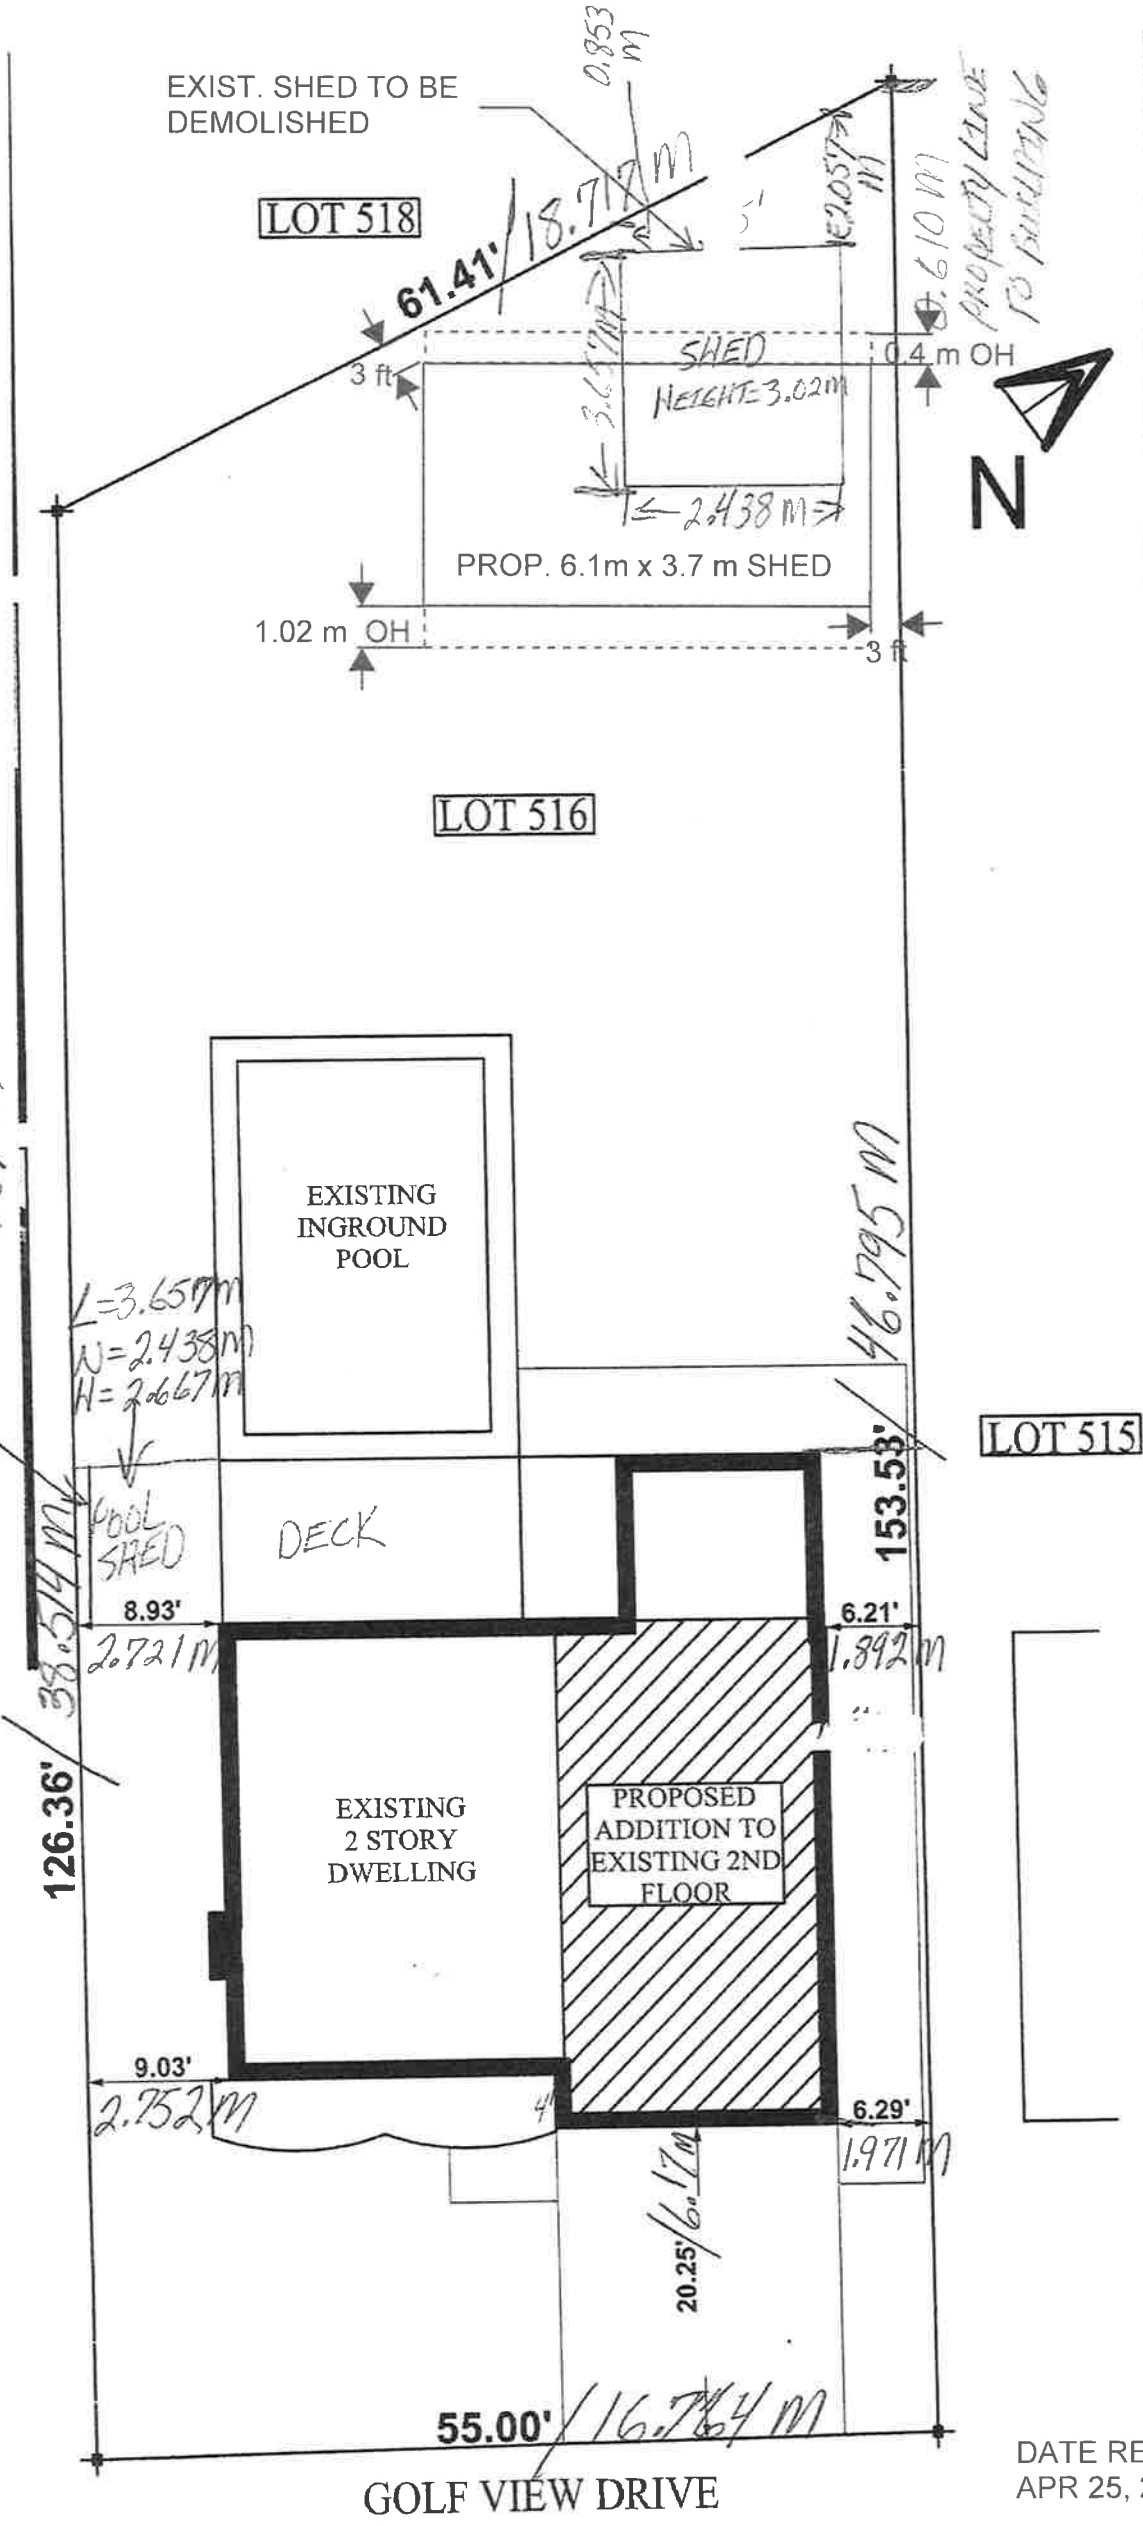 0.853
M
EXIST. SHED TO BE
DEMOLISHED
LOT 518
61.41' / 18.717 M
5'
2.057
M
0.610 M
PROPERTY LINE
TO BUILDING
3 ft
SHED
HEIGHT=3.02M
0.4 m OH
3.657M
N
2.438 M
PROP. 6.1m x 3.7 m SHED
1.02 m OH
3 ft
LOT 516
EXISTING
INGROUND
POOL
46.795 M
153.53'
L=3.657M
W=2.438M
H=2.667M
LOT 515
POOL
SHED
DECK
38.514 M
126.36'
8.93'
2.721 M
6.21'
1.892 M
EXISTING
2 STORY
DWELLING
PROPOSED
ADDITION TO
EXISTING 2ND
FLOOR
9.03'
2.752 M
4'
6.29'
1.971 M
20.25' / 6.17M
55.00' / 16.764 M
GOLF VIEW DRIVE
DATE RE
APR 25, 2